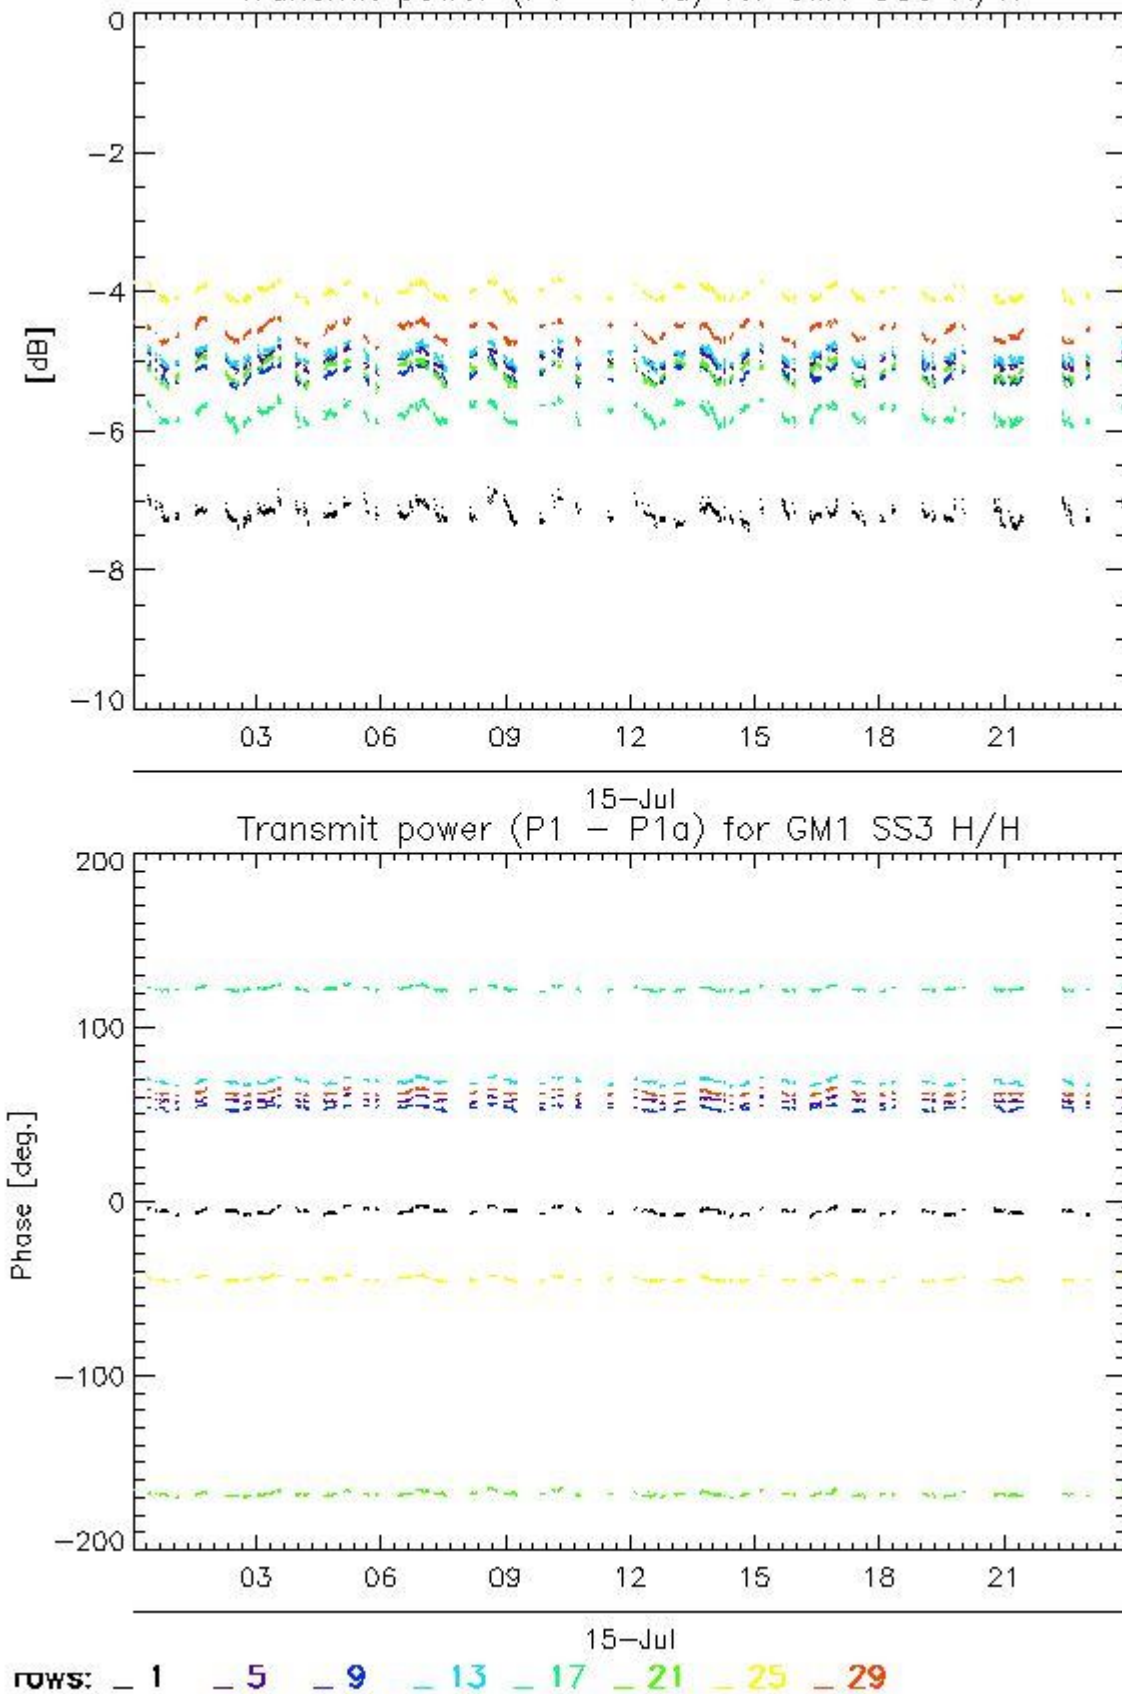 0
-2
-4
-6
-8
-10
[dB]
03 06 09 12 15 18 21
15-Jul
Transmit power (P1 - P1a) for GM1 SS3 H/H
200
100
0
-100
-200
Phase [deg.]
03 06 09 12 15 18 21
15-Jul
rows: _ 1 _ 5 _ 9 _ 13 _ 17 _ 21 _ 25 _ 29